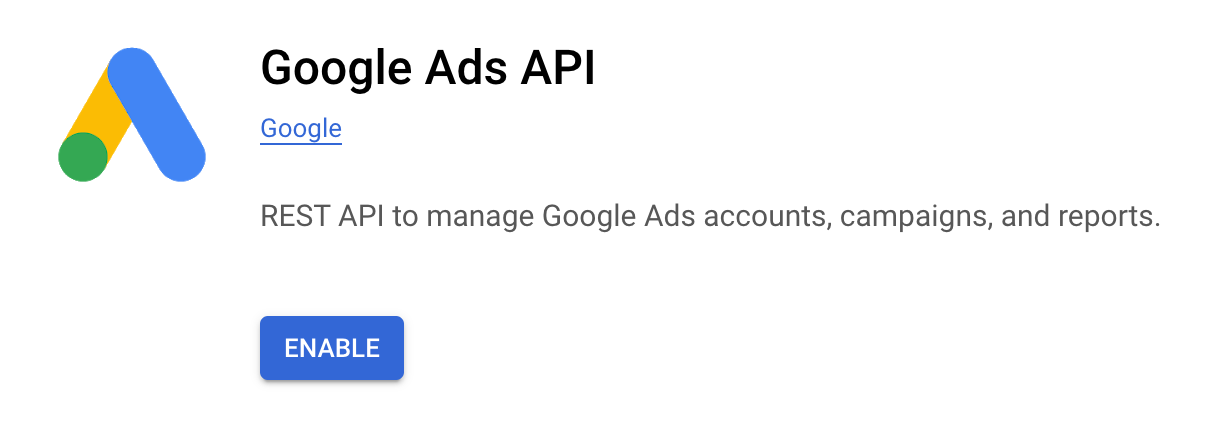 Google Ads API
Google
REST API to manage Google Ads accounts, campaigns, and reports.
ENABLE